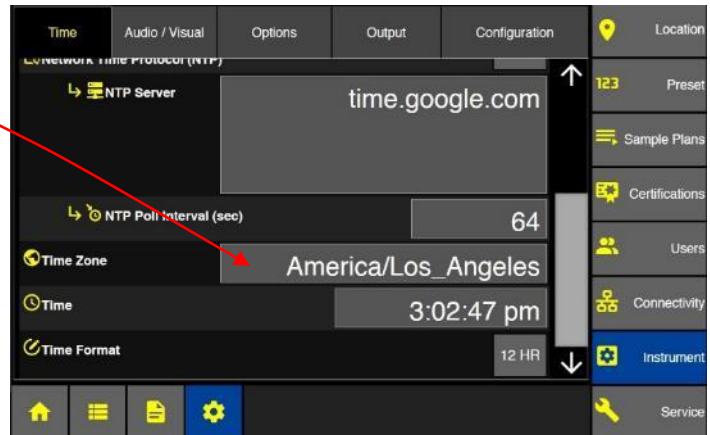 Time Audio / Visual Options Output Configuration
Network Time Protocol (NTP)
NTP Server time.google.com
NTP Poll Interval (sec) 64
Time Zone America/Los_Angeles
Time 3:02:47 pm
Time Format 12 HR
Location
123 Preset
Sample Plans
Certifications
Users
Connectivity
Instrument
Service